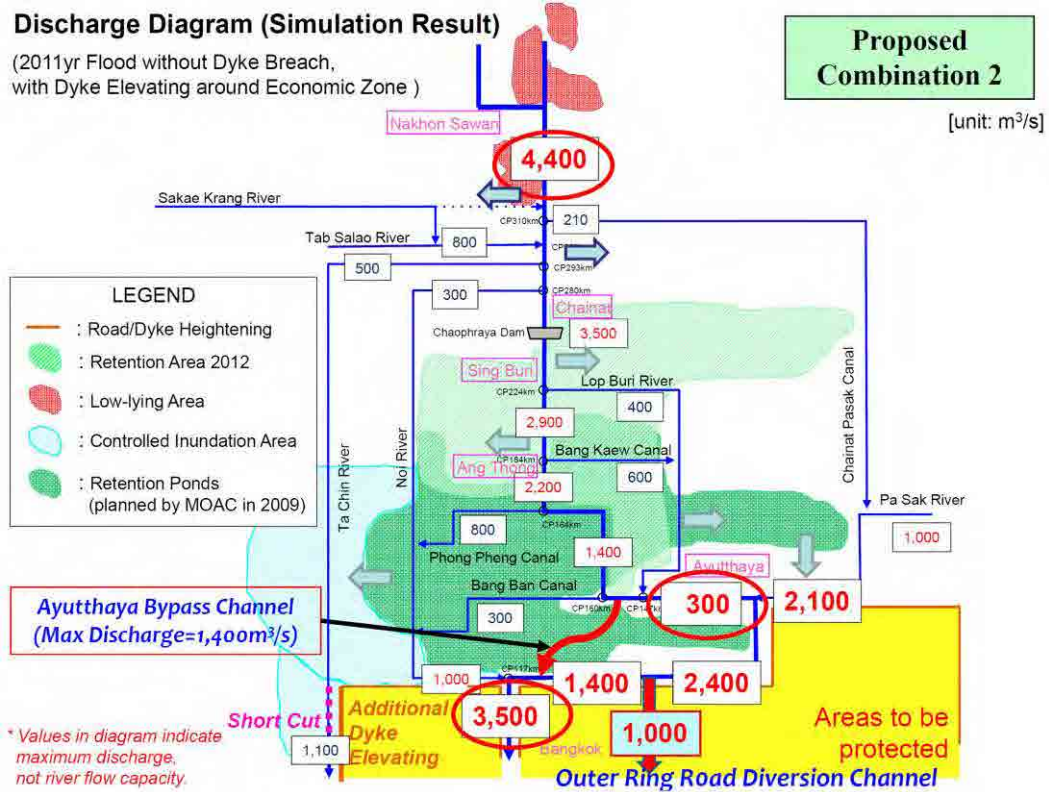 Discharge Diagram (Simulation Result)
(2011yr Flood without Dyke Breach,
with Dyke Elevating around Economic Zone )
Proposed
Combination 2
[unit: m³/s]
Nakhon Sawan
4,400
Sakae Krang River
CP310km
210
Tab Salao River
800
500
CP293km
300
CP280km
Chainat
Chaophraya Dam
3,500
Sing Buri
Lop Buri River
CP224km
400
2,900
Bang Kaew Canal
CP184km
Ang Thong
600
2,200
Chainat Pasak Canal
Pa Sak River
1,000
LEGEND
: Road/Dyke Heightening
: Retention Area 2012
: Low-lying Area
: Controlled Inundation Area
: Retention Ponds
(planned by MOAC in 2009)
Ta Chin River
Noi River
800
CP164km
Phong Pheng Canal
1,400
Ayutthaya
Bang Ban Canal
CP160km
CP147km
300
300
2,100
Ayutthaya Bypass Channel
(Max Discharge=1,400m³/s)
1,000
CP117km
1,400
2,400
Short Cut
Additional
Dyke
Elevating
3,500
1,000
Areas to be
protected
1,100
Bangkok
Outer Ring Road Diversion Channel
* Values in diagram indicate
maximum discharge,
not river flow capacity.